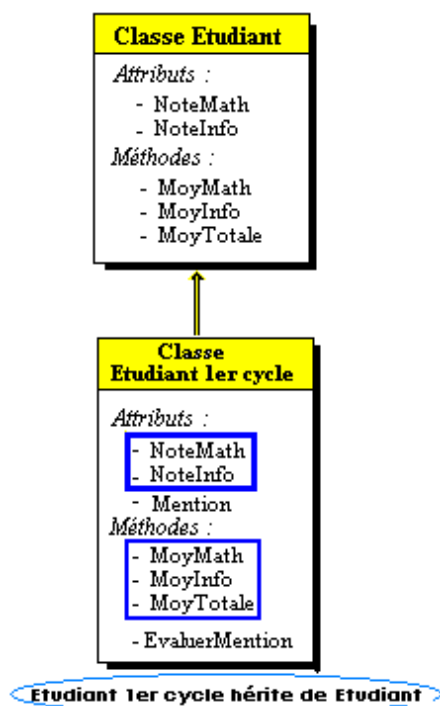 Classe Etudiant
Attributs :
- NoteMath
- NoteInfo
Méthodes :
- MoyMath
- MoyInfo
- MoyTotale
Classe
Etudiant 1er cycle
Attributs :
- NoteMath
- NoteInfo
- Mention
Méthodes :
- MoyMath
- MoyInfo
- MoyTotale
-EvaluerMention
Etudiant 1er cycle hérite de Etudiant